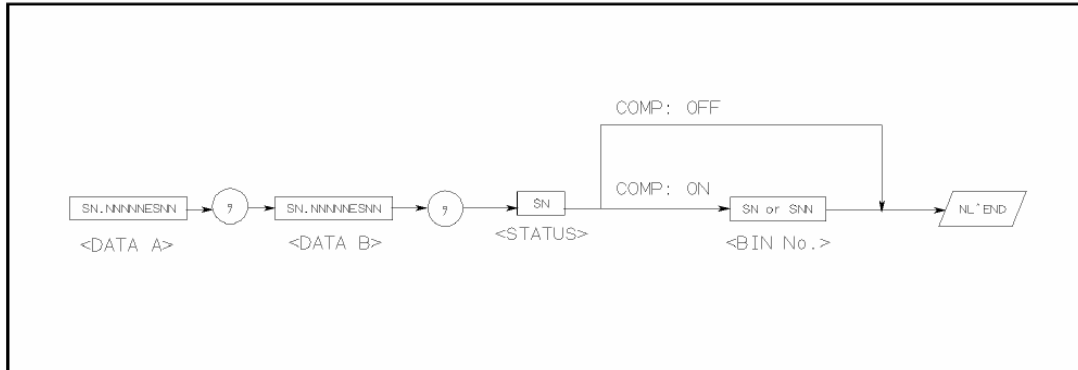 COMP: OFF
COMP: ON
SN.NNNNNESNN , SN.NNNNNESNN , SN SN or SNN NL^END
<DATA A> <DATA B> <STATUS> <BIN No.>